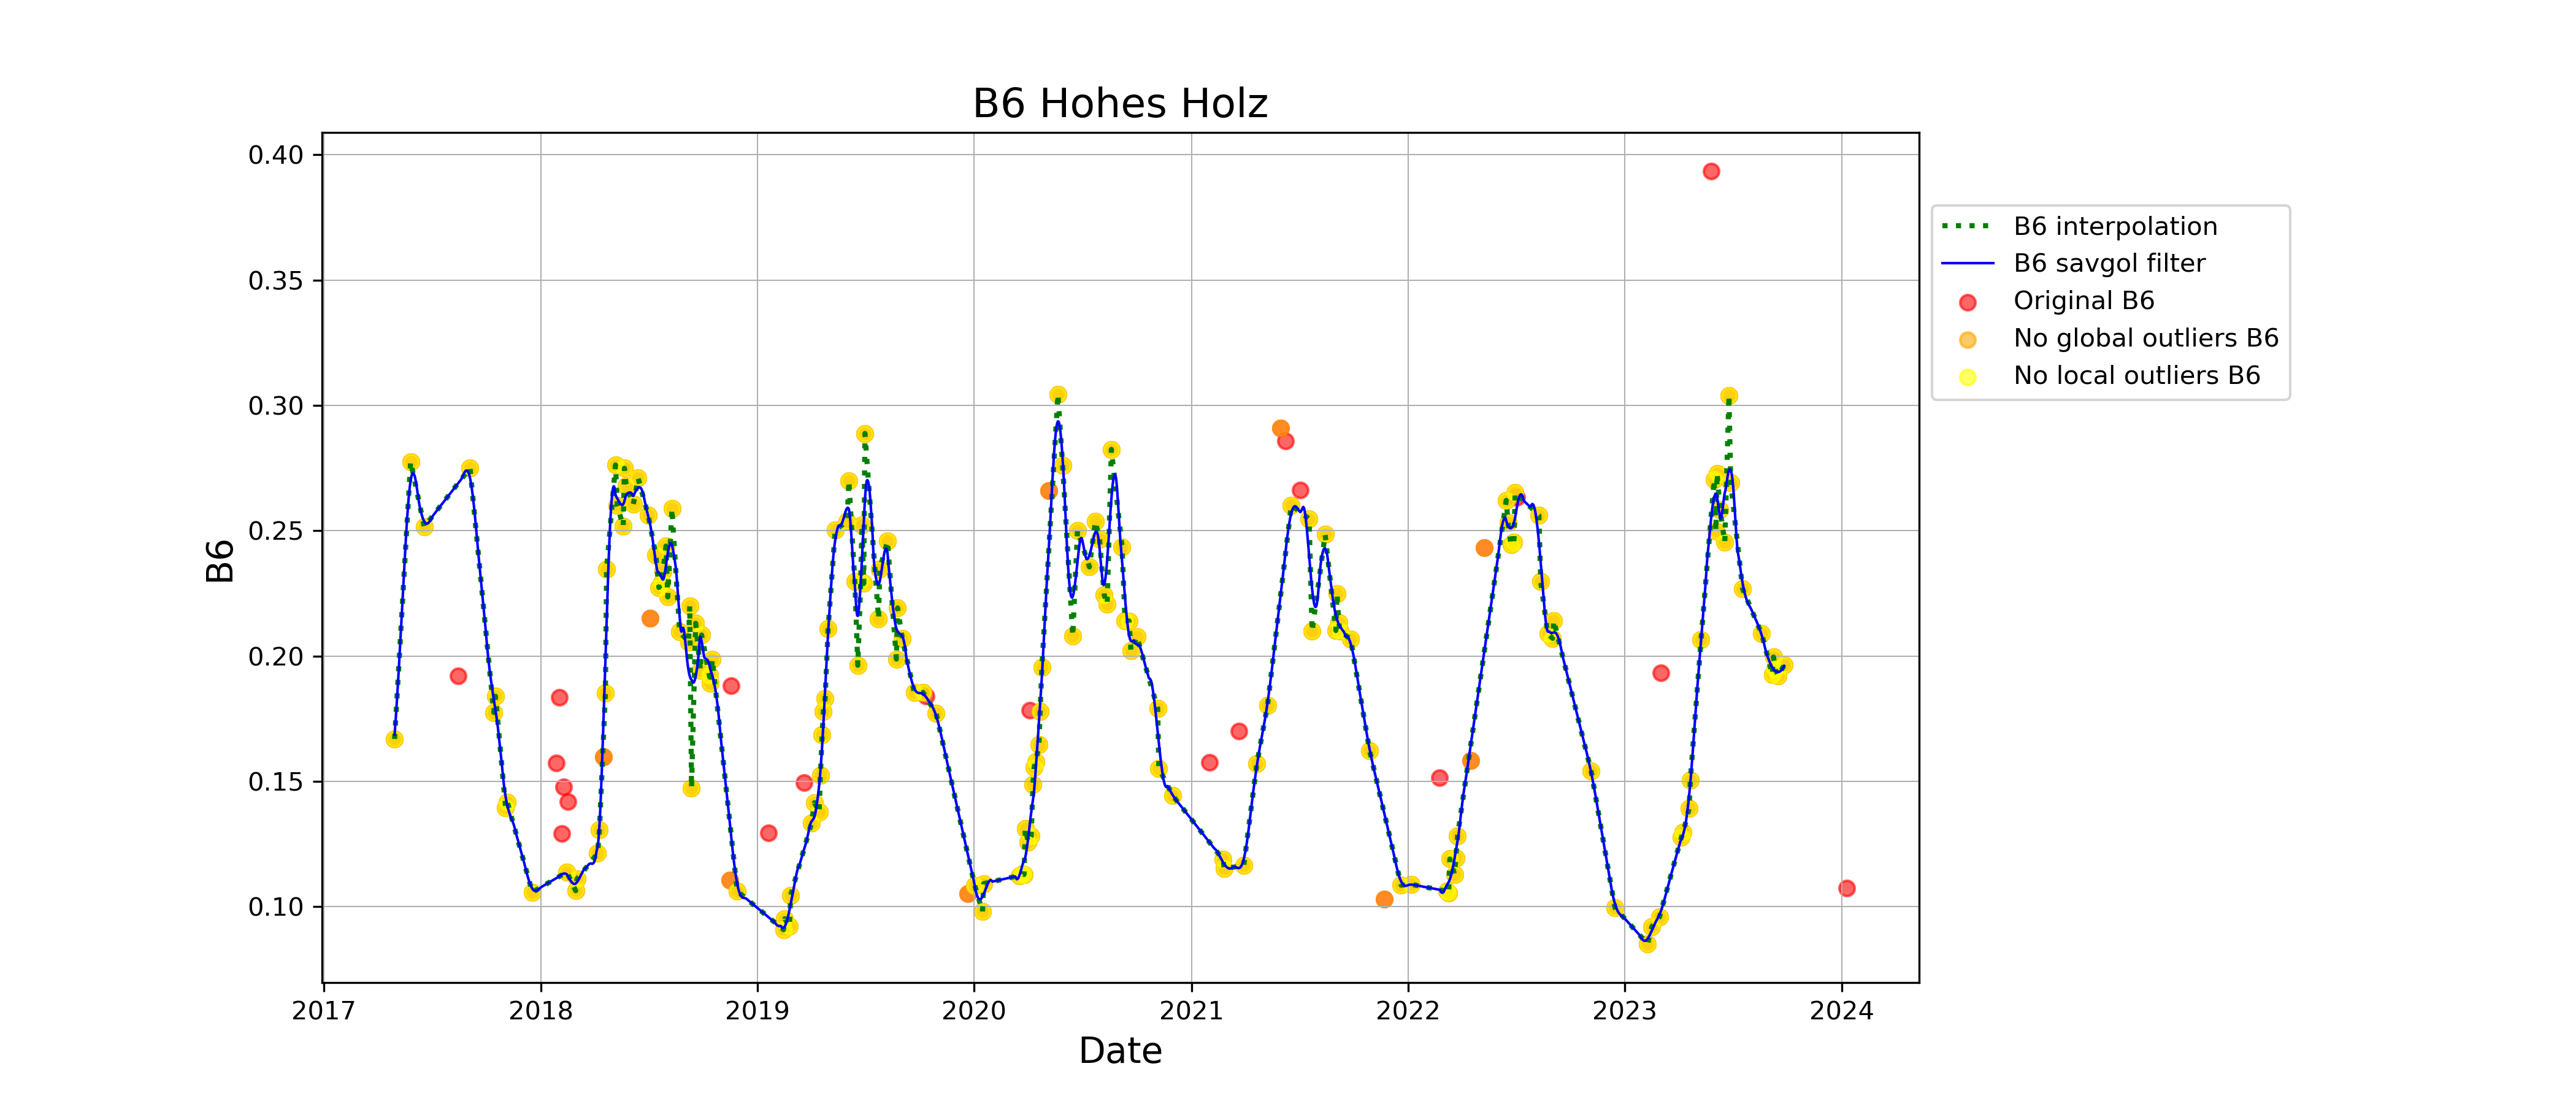 B6 Hohes Holz
0.40
0.35
0.30
0.25
0.20
0.15
0.10
B6
2017 2018 2019 2020 2021 2022 2023 2024
Date
B6 interpolation
B6 savgol filter
Original B6
No global outliers B6
No local outliers B6